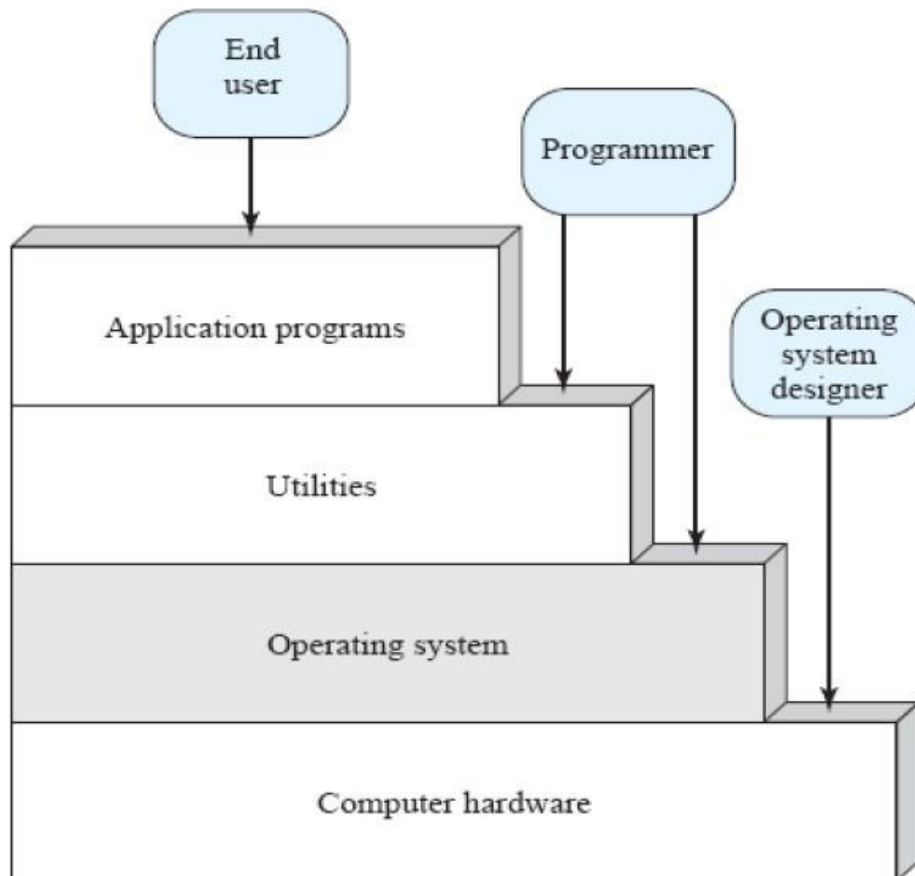 End
user
Programmer
Application programs
Operating
system
designer
Utilities
Operating system
Computer hardware